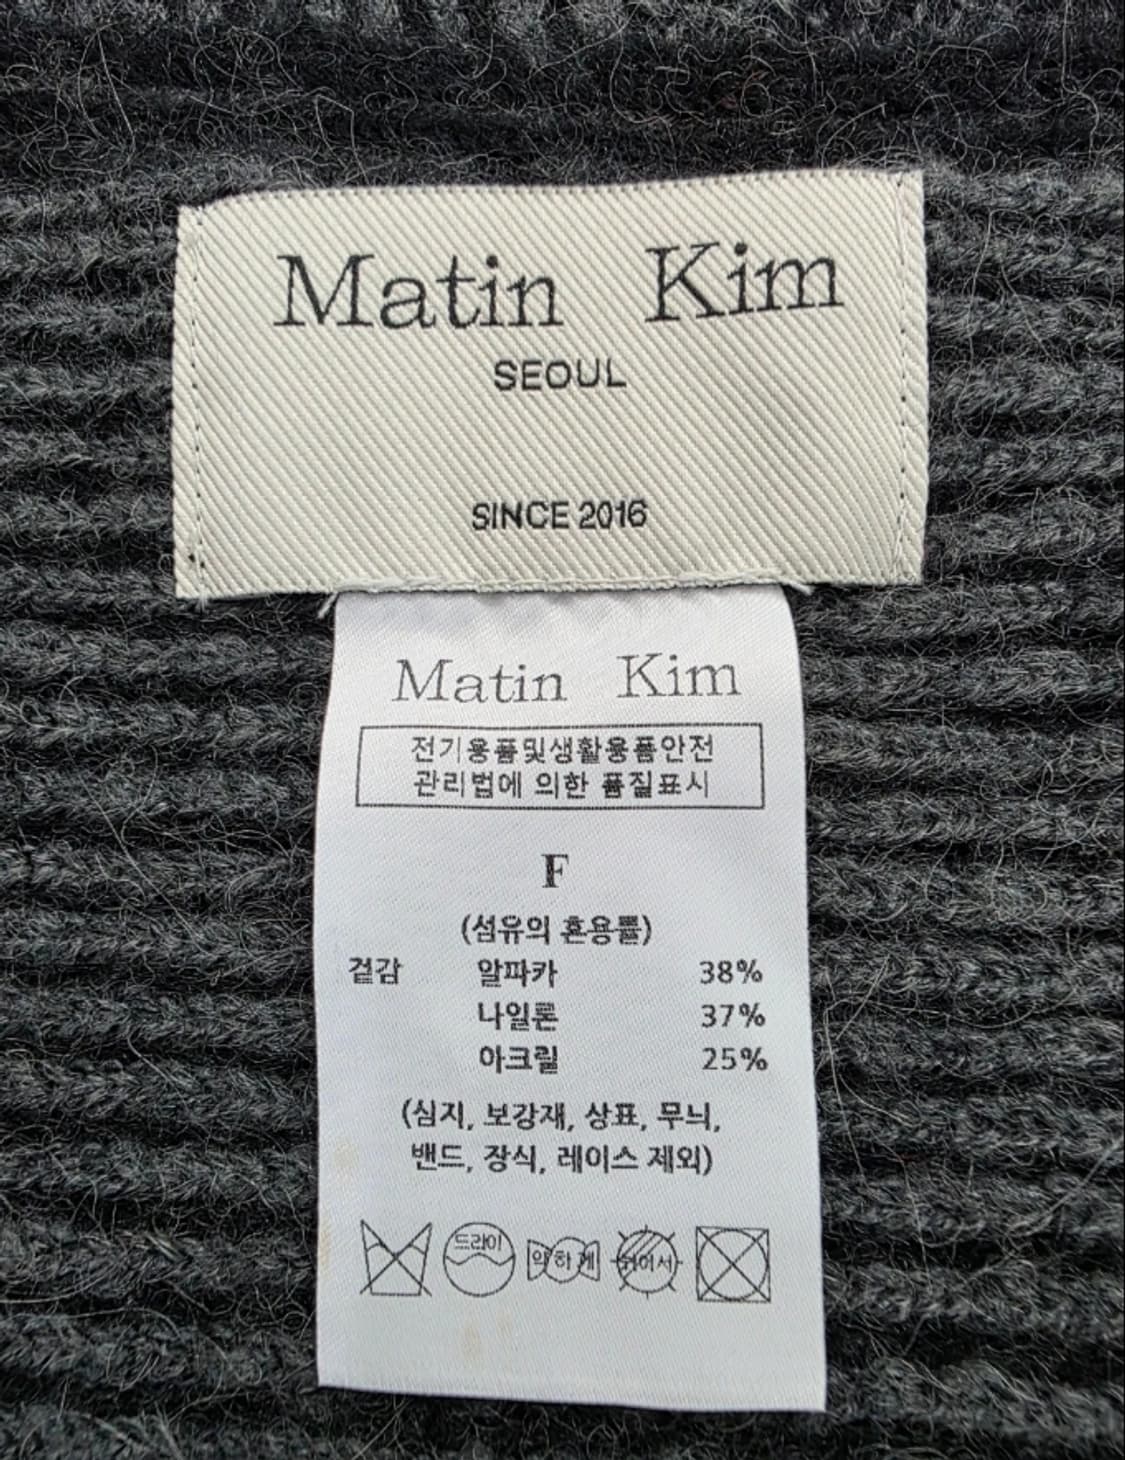 Matin Kim
SEOUL
SINCE 2016
Matin Kim
전기용품및생활용품안전
관리법에 의한 품질표시
F
(섬유의 혼용률)
겉감 알파카 38%
나일론 37%
아크릴 25%
(심지, 보강재, 상표, 무늬,
밴드, 장식, 레이스 제외)
드라이 약하게 뉘어서